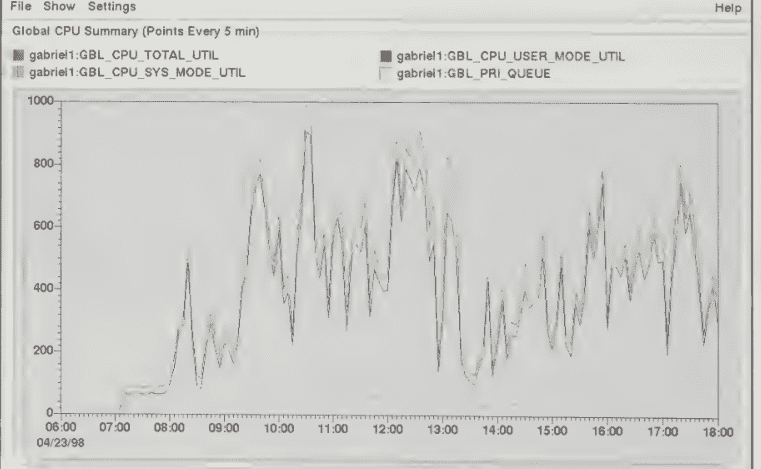 File Show Settings Help
Global CPU Summary (Points Every 5 min)
gabriel1:GBL_CPU_TOTAL_UTIL gabriel1:GBL_CPU_USER_MODE_UTIL
gabriel1:GBL_CPU_SYS_MODE_UTIL gabriel1:GBL_PRI_QUEUE
1000
800
600
400
200
0
06:00 07:00 08:00 09:00 10:00 11:00 12:00 13:00 14:00 15:00 16:00 17:00 18:00
04/23/98